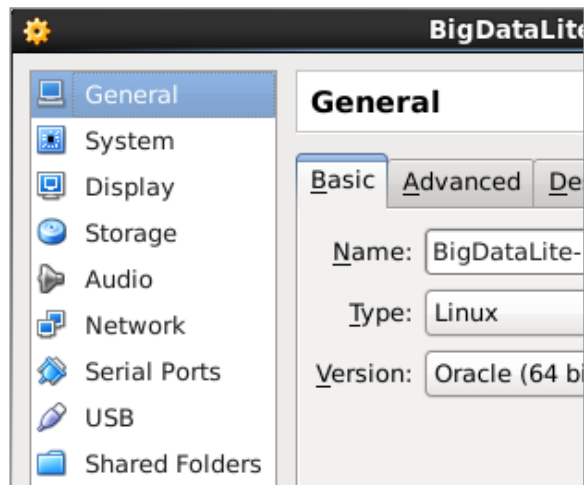 BigDataLite
General
System
Display
Storage
Audio
Network
Serial Ports
USB
Shared Folders
General
Basic Advanced De
Name: BigDataLite-
Type: Linux
Version: Oracle (64 bi